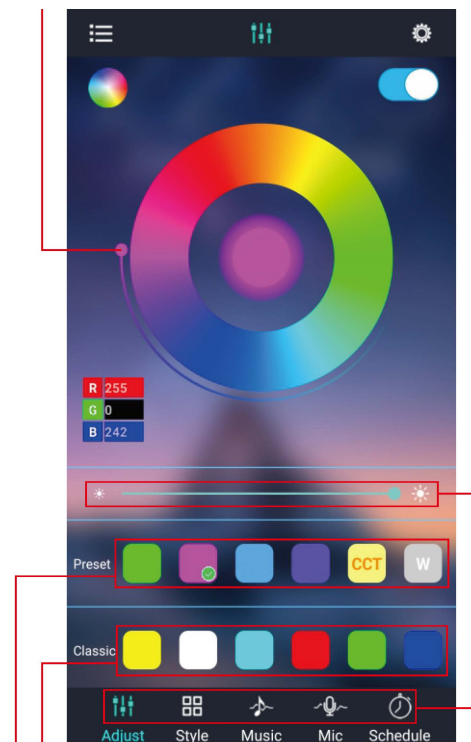 R 255
G 0
B 242
Preset CCT W
Classic
Adjust Style Music Mic Schedule